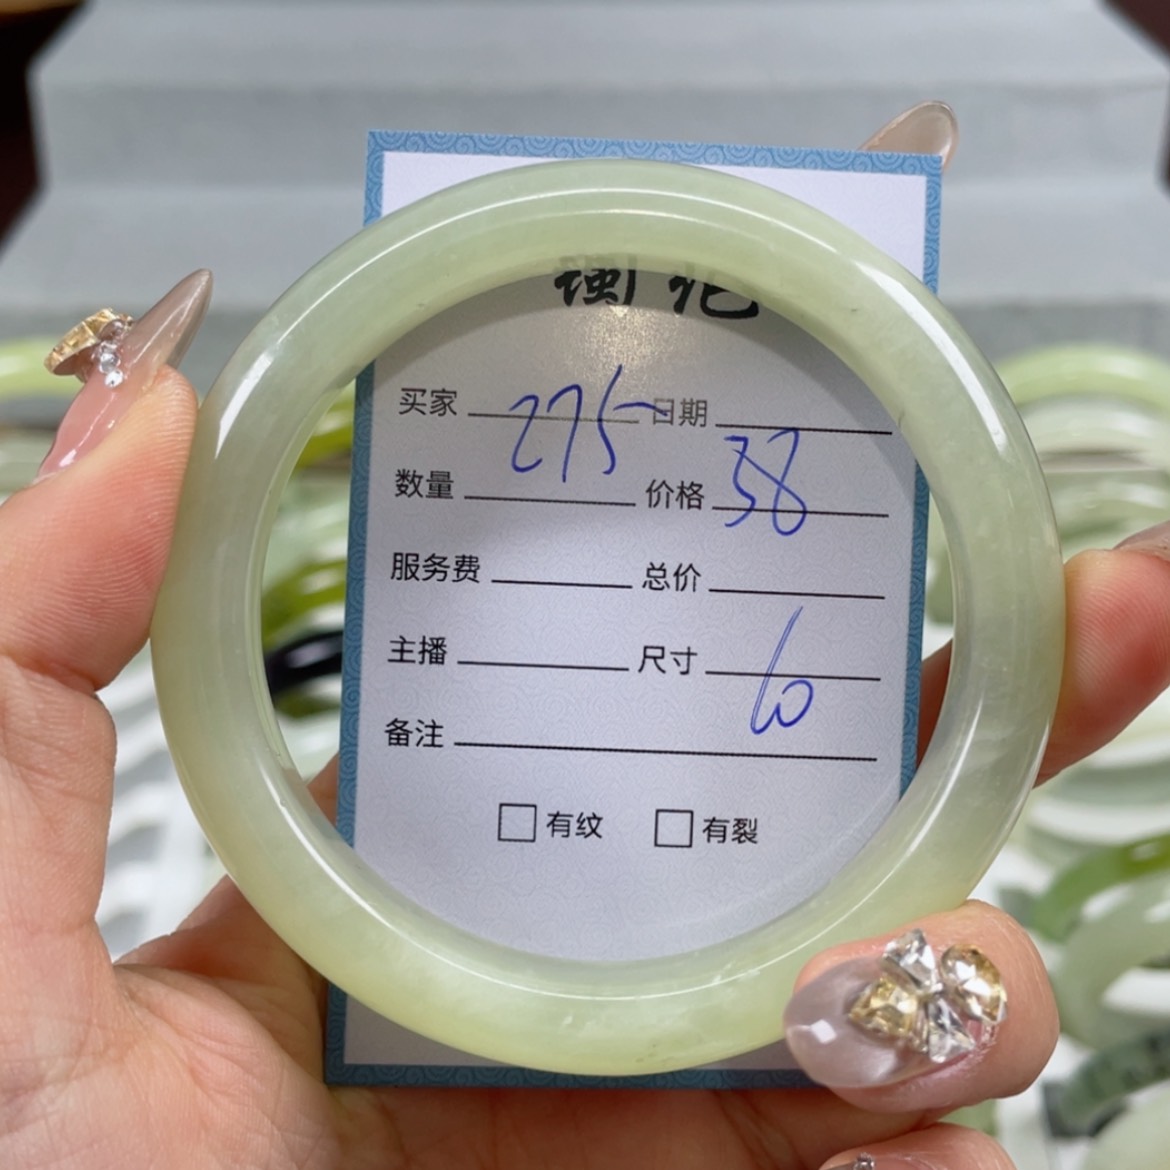 买家 275 日期
数量 价格 38
服务费 总价
主播 尺寸 60
备注
有纹 有裂